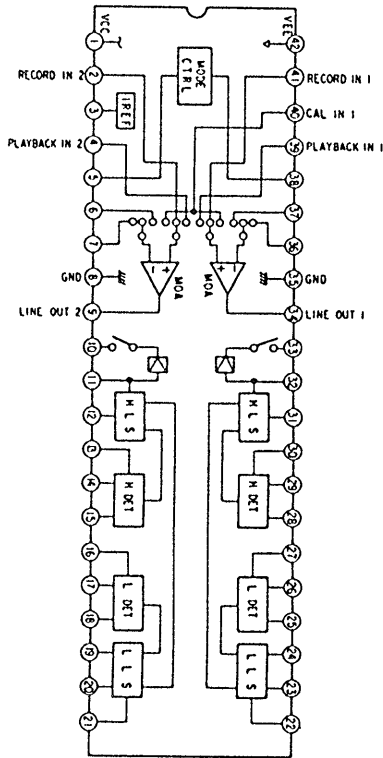 VCC
VEE
1
42
RECORD IN 2
2
MODE CTRL
41
RECORD IN 1
3
IREF
40
CAL IN 1
PLAYBACK IN 2
4
39
PLAYBACK IN 1
5
38
6
37
7
36
GND
8
- +
MOA
+ -
MOA
35
GND
LINE OUT 2
9
34
LINE OUT 1
10
33
11
32
12
HLS
HLS
31
13
30
14
H DET
H DET
29
15
28
16
27
17
L DET
L DET
26
18
25
19
LLS
LLS
24
20
23
21
22